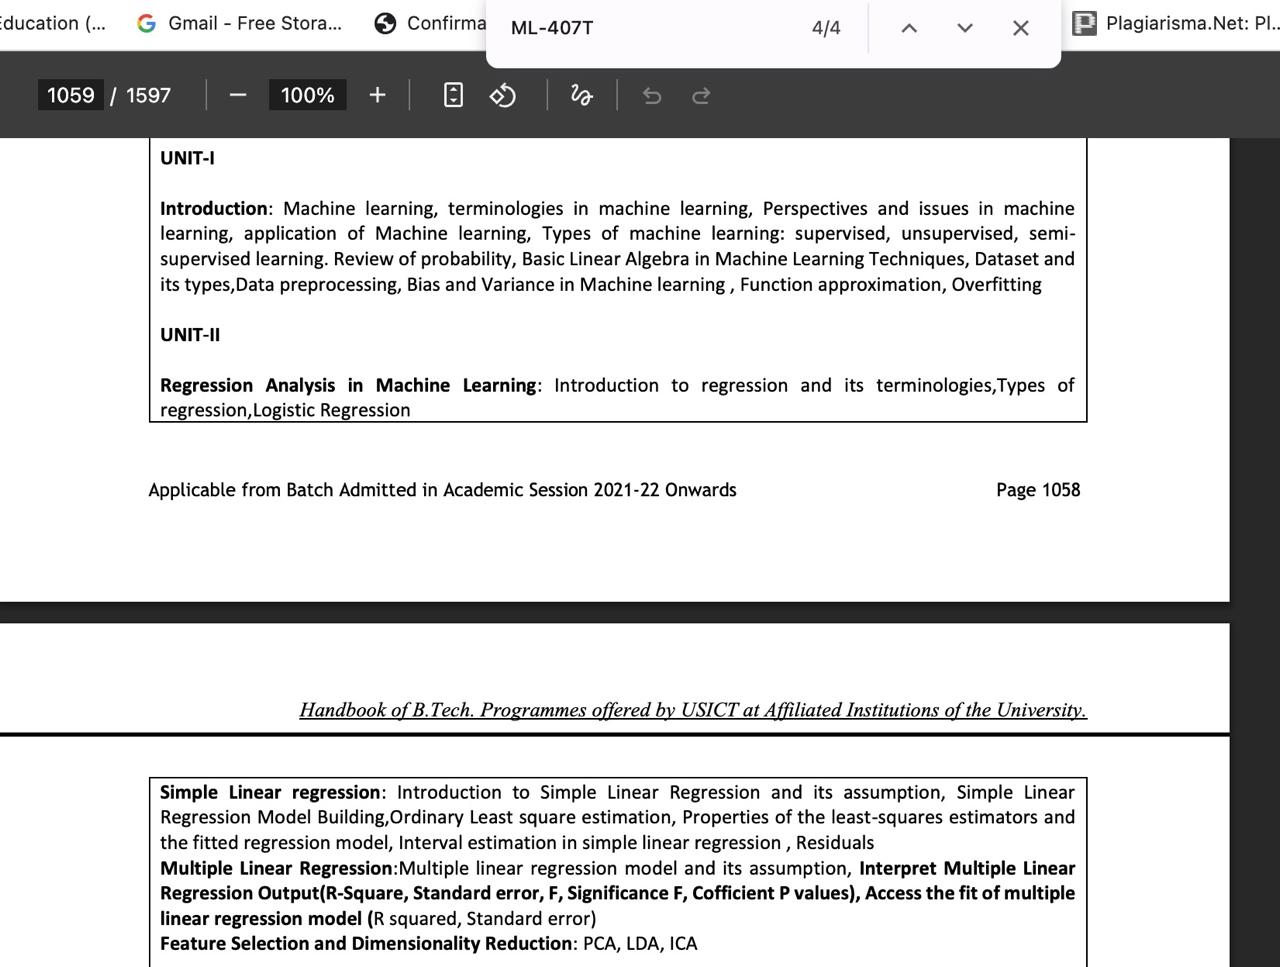 Education (...
Gmail - Free Stora...
Confirma
ML-407T
4/4
Plagiarisma.Net: Pl...
1059 / 1597
100%
UNIT-I
Introduction: Machine learning, terminologies in machine learning, Perspectives and issues in machine
learning, application of Machine learning, Types of machine learning: supervised, unsupervised, semi-
supervised learning. Review of probability, Basic Linear Algebra in Machine Learning Techniques, Dataset and
its types,Data preprocessing, Bias and Variance in Machine learning , Function approximation, Overfitting
UNIT-II
Regression Analysis in Machine Learning: Introduction to regression and its terminologies,Types of
regression,Logistic Regression
Applicable from Batch Admitted in Academic Session 2021-22 Onwards
Page 1058
Handbook of B.Tech. Programmes offered by USICT at Affiliated Institutions of the University.
Simple Linear regression: Introduction to Simple Linear Regression and its assumption, Simple Linear
Regression Model Building,Ordinary Least square estimation, Properties of the least-squares estimators and
the fitted regression model, Interval estimation in simple linear regression , Residuals
Multiple Linear Regression:Multiple linear regression model and its assumption, Interpret Multiple Linear
Regression Output(R-Square, Standard error, F, Significance F, Cofficient P values), Access the fit of multiple
linear regression model (R squared, Standard error)
Feature Selection and Dimensionality Reduction: PCA, LDA, ICA